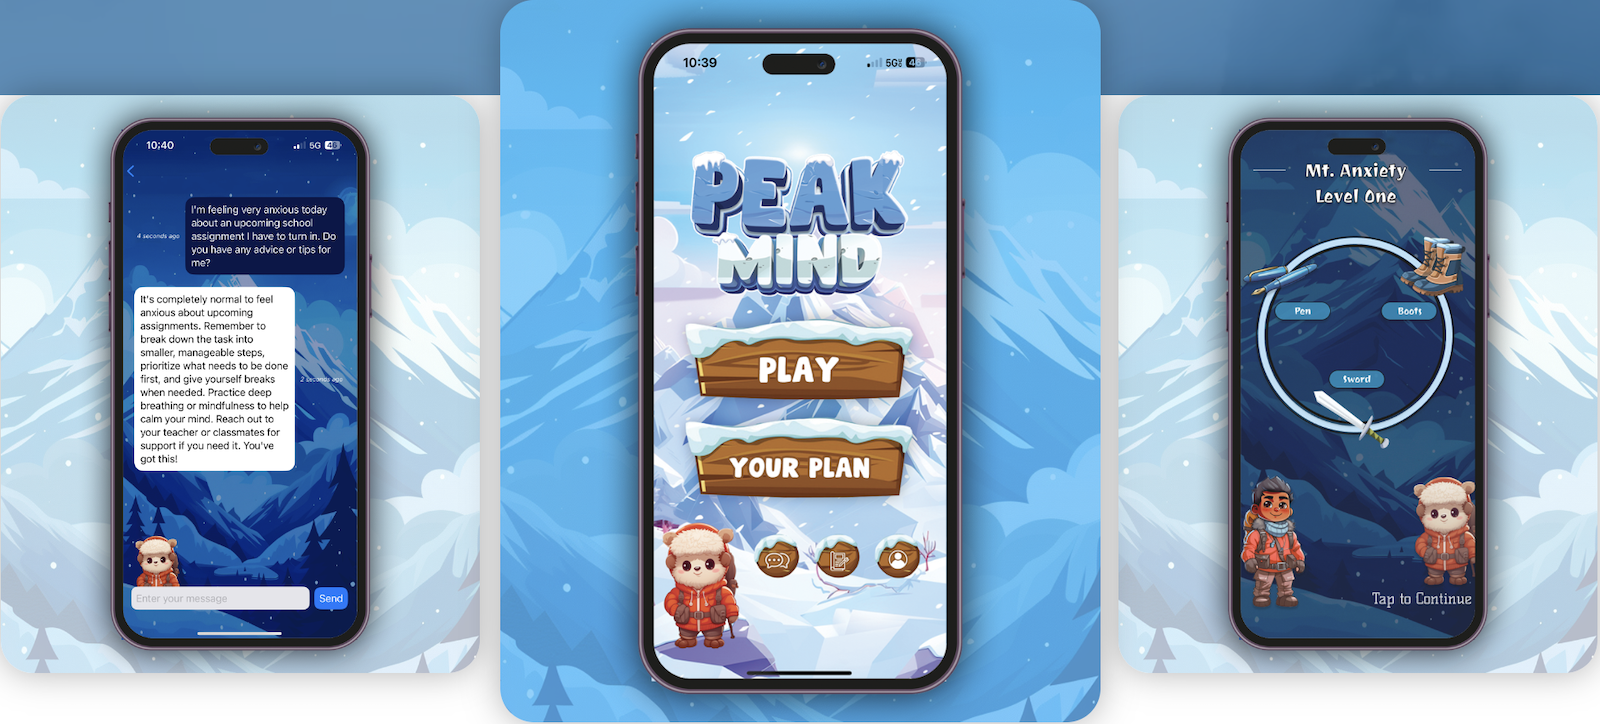 10:40
5G 45
I'm feeling very anxious today
about an upcoming school
assignment I have to turn in. Do
you have any advice or tips for
me?
4 seconds ago
It's completely normal to feel
anxious about upcoming
assignments. Remember to
break down the task into
smaller, manageable steps,
prioritize what needs to be done
first, and give yourself breaks
when needed. Practice deep
breathing or mindfulness to help
calm your mind. Reach out to
your teacher or classmates for
support if you need it. You've
got this!
2 seconds ago
Enter your message
Send
10:39
PEAK
MIND
PLAY
YOUR PLAN
Mt. Anxiety
Level One
Pen
Boots
Sword
Tap to Continue